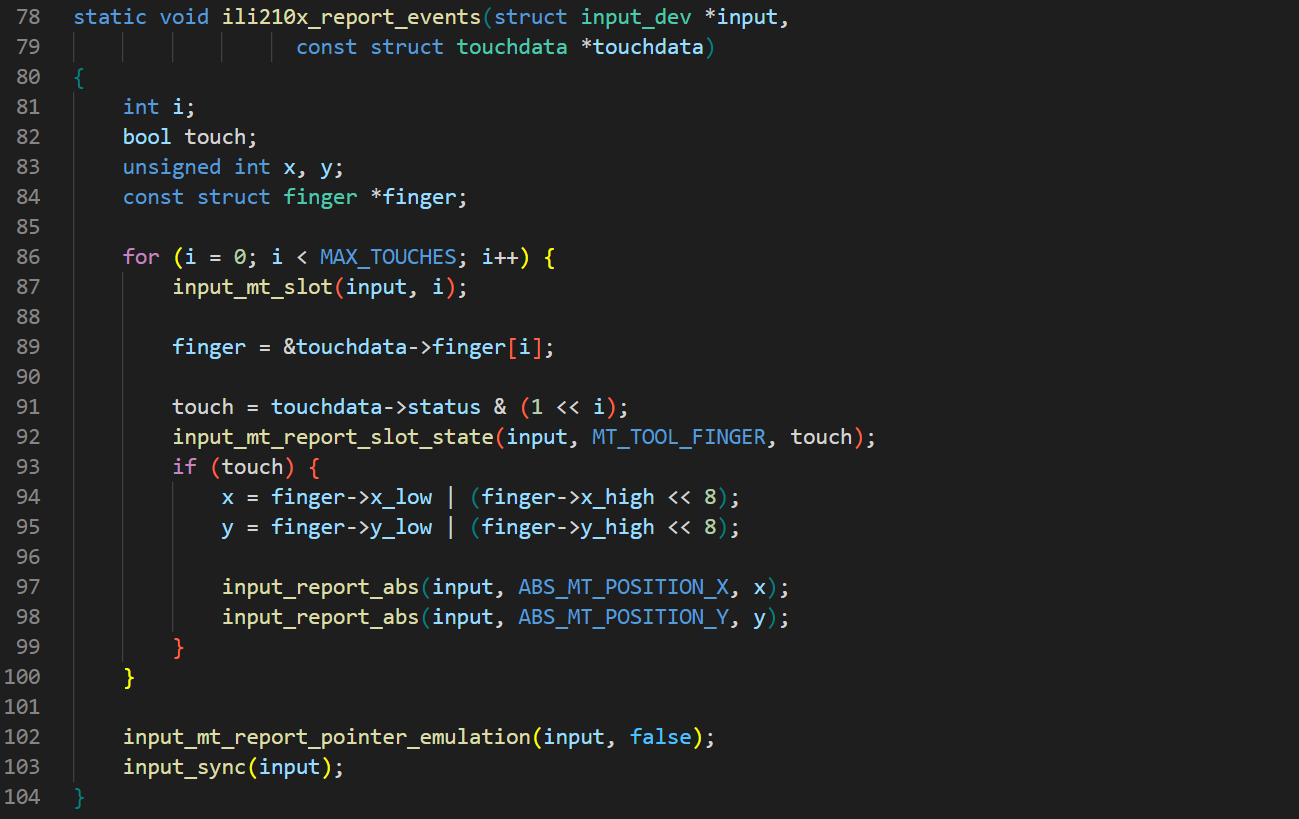 78 static void ili210x_report_events(struct input_dev *input,
79 const struct touchdata *touchdata)
80 {
81 int i;
82 bool touch;
83 unsigned int x, y;
84 const struct finger *finger;
85
86 for (i = 0; i < MAX_TOUCHES; i++) {
87 input_mt_slot(input, i);
88
89 finger = &touchdata->finger[i];
90
91 touch = touchdata->status & (1 << i);
92 input_mt_report_slot_state(input, MT_TOOL_FINGER, touch);
93 if (touch) {
94 x = finger->x_low | (finger->x_high << 8);
95 y = finger->y_low | (finger->y_high << 8);
96
97 input_report_abs(input, ABS_MT_POSITION_X, x);
98 input_report_abs(input, ABS_MT_POSITION_Y, y);
99 }
100 }
101
102 input_mt_report_pointer_emulation(input, false);
103 input_sync(input);
104 }